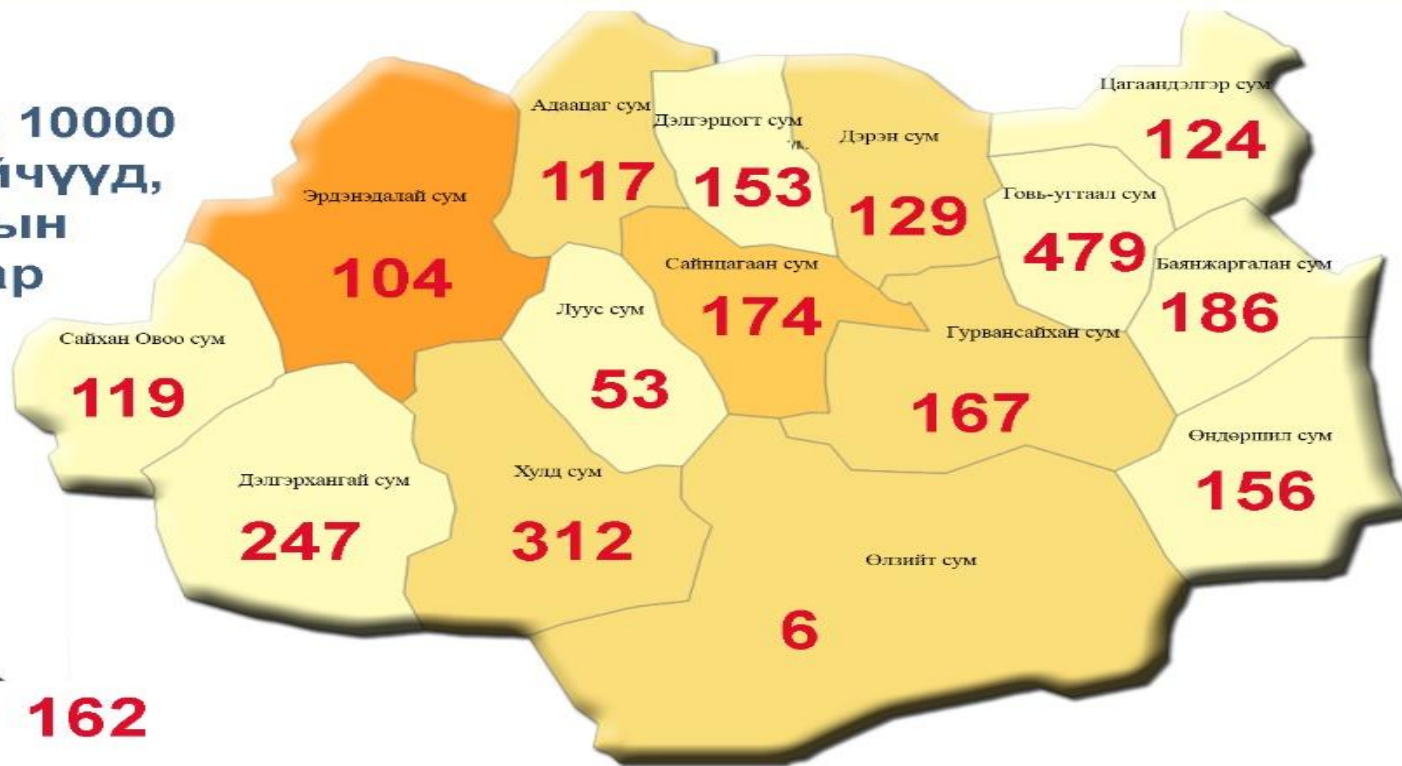 10000
йчүүд,
ын
ар
Цагаандэлгэр сум
124
Адаацаг сум
117
Дэлгэрцогт сум
153
Дэрэн сум
129
Эрдэнэдалай сум
104
Говь-угтаал сум
479
Сайнцагаан сум
174
Баянжаргалан сум
186
Луус сум
53
Гурвансайхан сум
167
Сайхан Овоо сум
119
Өндөршил сум
156
Дэлгэрхангай сум
247
Хулд сум
312
Өлзийт сум
6
162